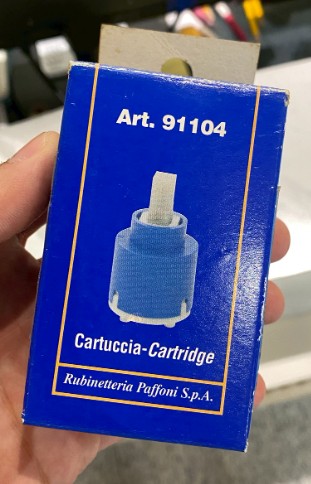 Art. 91104
Cartuccia-Cartridge
Rubinetteria Paffoni S.p.A.